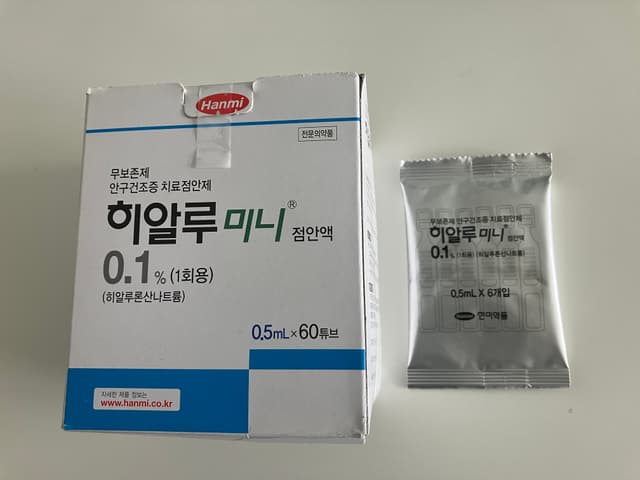 Hanmi
전문의약품
무보존제
안구건조증 치료점안제
히알루 미니® 점안액
0.1% (1회용)
(히알루론산나트륨)
0.5mL×60튜브
자세한 제품 정보는
www.hanmi.co.kr
무보존제 안구건조증 치료점안제
히알루 미니® 점안액
0.1% (1회용) (히알루론산나트륨)
0.5mL X 6개입
Hanmi 한미약품